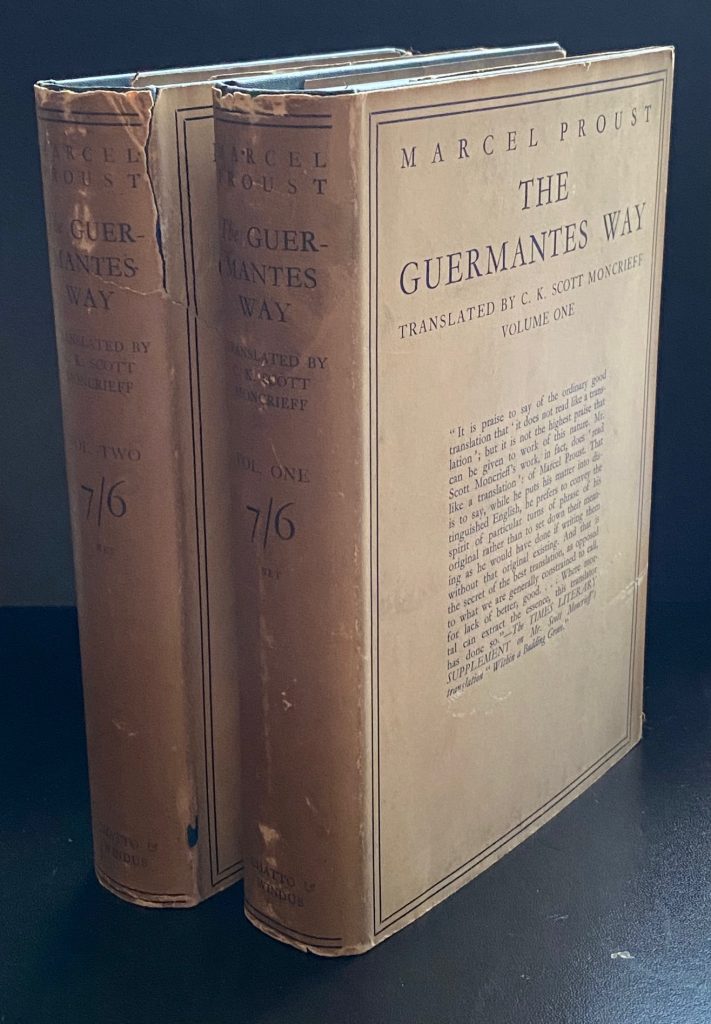 ARCEL
ROUST
The GUER-
MANTES
WAY
TRANSLATED BY
C. K. SCOTT
MONCRIEFF
VOL. TWO
7/6
NET
CHATTO &
WINDUS
MARCEL
PROUST
The GUER-
MANTES
WAY
TRANSLATED BY
C. K. SCOTT
MONCRIEFF
VOL. ONE
7/6
NET
CHATTO &
WINDUS
MARCEL PROUST
THE
GUERMANTES WAY
TRANSLATED BY C. K. SCOTT MONCRIEFF
VOLUME ONE
"It is praise to say of the ordinary good
translation that 'it does not read like a trans-
lation'; but it is not the highest praise that
can be given to work of this nature. Mr.
Scott Moncrieff's work, in fact, does 'read
like a translation': of Marcel Proust. That
is to say, while he puts his matter into dis-
tinguished English, he prefers to convey the
spirit of particular turns of phrase of his
original rather than to set down their mean-
ing as he would have done if writing them
without that original existing. And that is
the secret of the best translation, as opposed
to what we are generally constrained to call,
for lack of better, good. . . . Where mor-
tal can extract the essence, this translator
has done so."—The TIMES LITERARY
SUPPLEMENT on Mr. Scott Moncrieff's
translation "Within a Budding Grove."